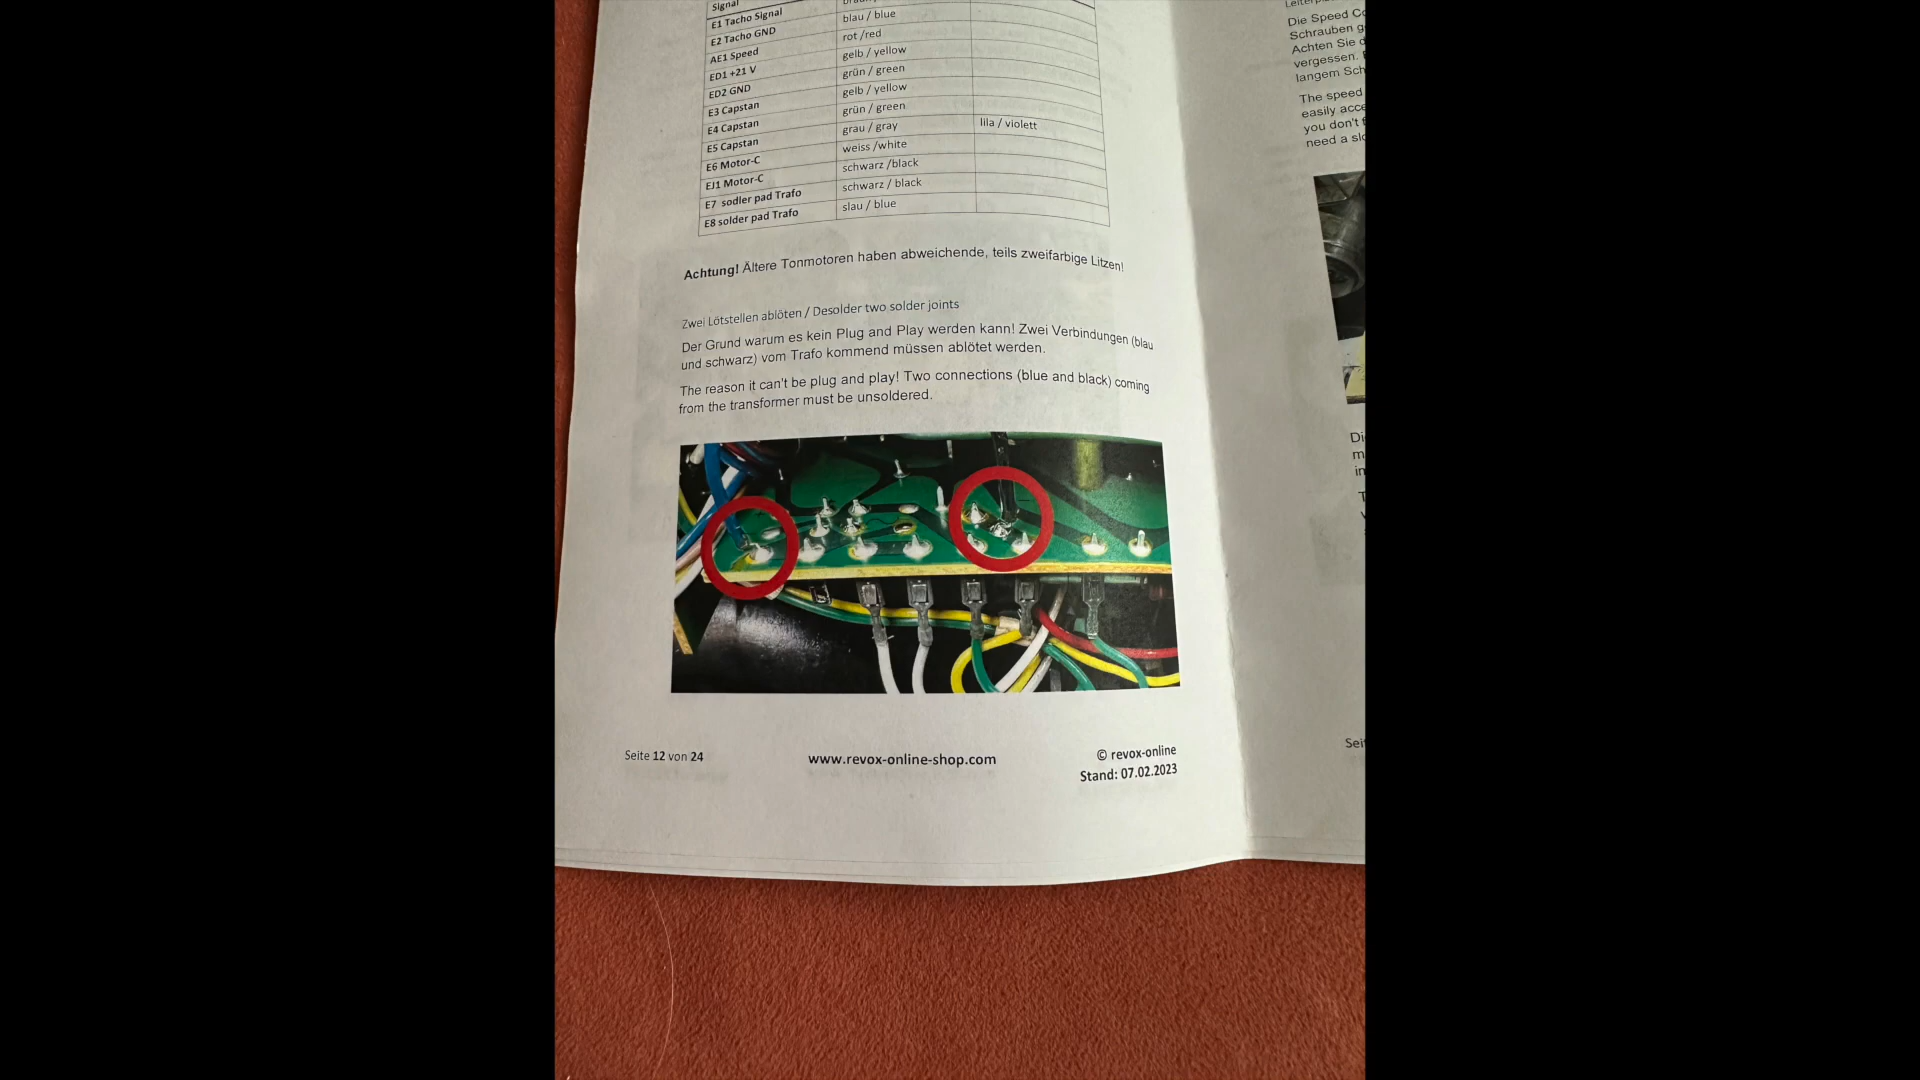 Signal
E1 Tacho Signal
E2 Tacho GND blau / blue
AE1 Speed rot /red
ED1 +21 V gelb / yellow
ED2 GND grün / green
E3 Capstan gelb / yellow
E4 Capstan grün / green
E5 Capstan grau / gray lila / violett
E6 Motor-C weiss /white
EJ1 Motor-C schwarz /black
E7 sodler pad Trafo schwarz / black
E8 solder pad Trafo slau / blue
Achtung! Ältere Tonmotoren haben abweichende, teils zweifarbige Litzen!
Zwei Lötstellen ablöten / Desolder two solder joints
Der Grund warum es kein Plug and Play werden kann! Zwei Verbindungen (blau
und schwarz) vom Trafo kommend müssen ablötet werden.
The reason it can't be plug and play! Two connections (blue and black) coming
from the transformer must be unsoldered.
Seite 12 von 24
www.revox-online-shop.com
© revox-online
Stand: 07.02.2023
Die Speed Co
Schrauben g
Achten Sie d
vergessen.
langem Sch
The speed
easily acce
you don't f
need a slo
Di
m
in
T
Sei